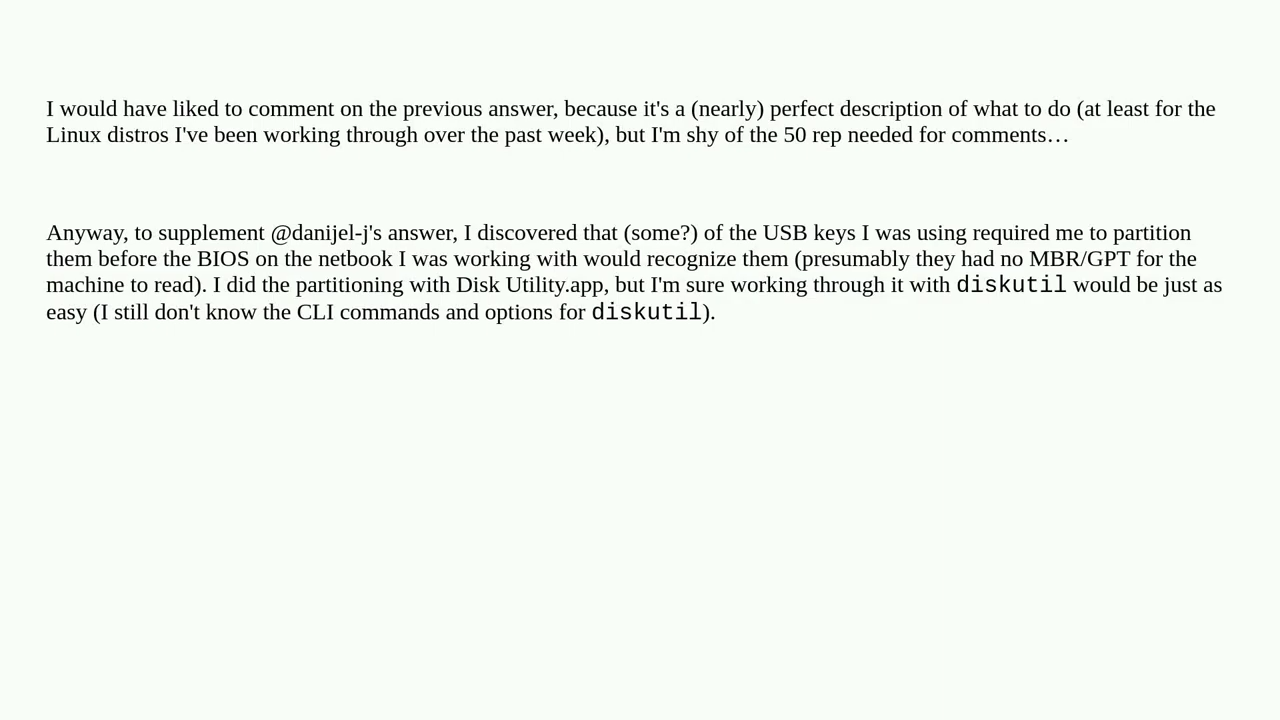 I would have liked to comment on the previous answer, because it's a (nearly) perfect description of what to do (at least for the
Linux distros I've been working through over the past week), but I'm shy of the 50 rep needed for comments…
Anyway, to supplement @danijel-j's answer, I discovered that (some?) of the USB keys I was using required me to partition
them before the BIOS on the netbook I was working with would recognize them (presumably they had no MBR/GPT for the
machine to read). I did the partitioning with Disk Utility.app, but I'm sure working through it with diskutil would be just as
easy (I still don't know the CLI commands and options for diskutil).